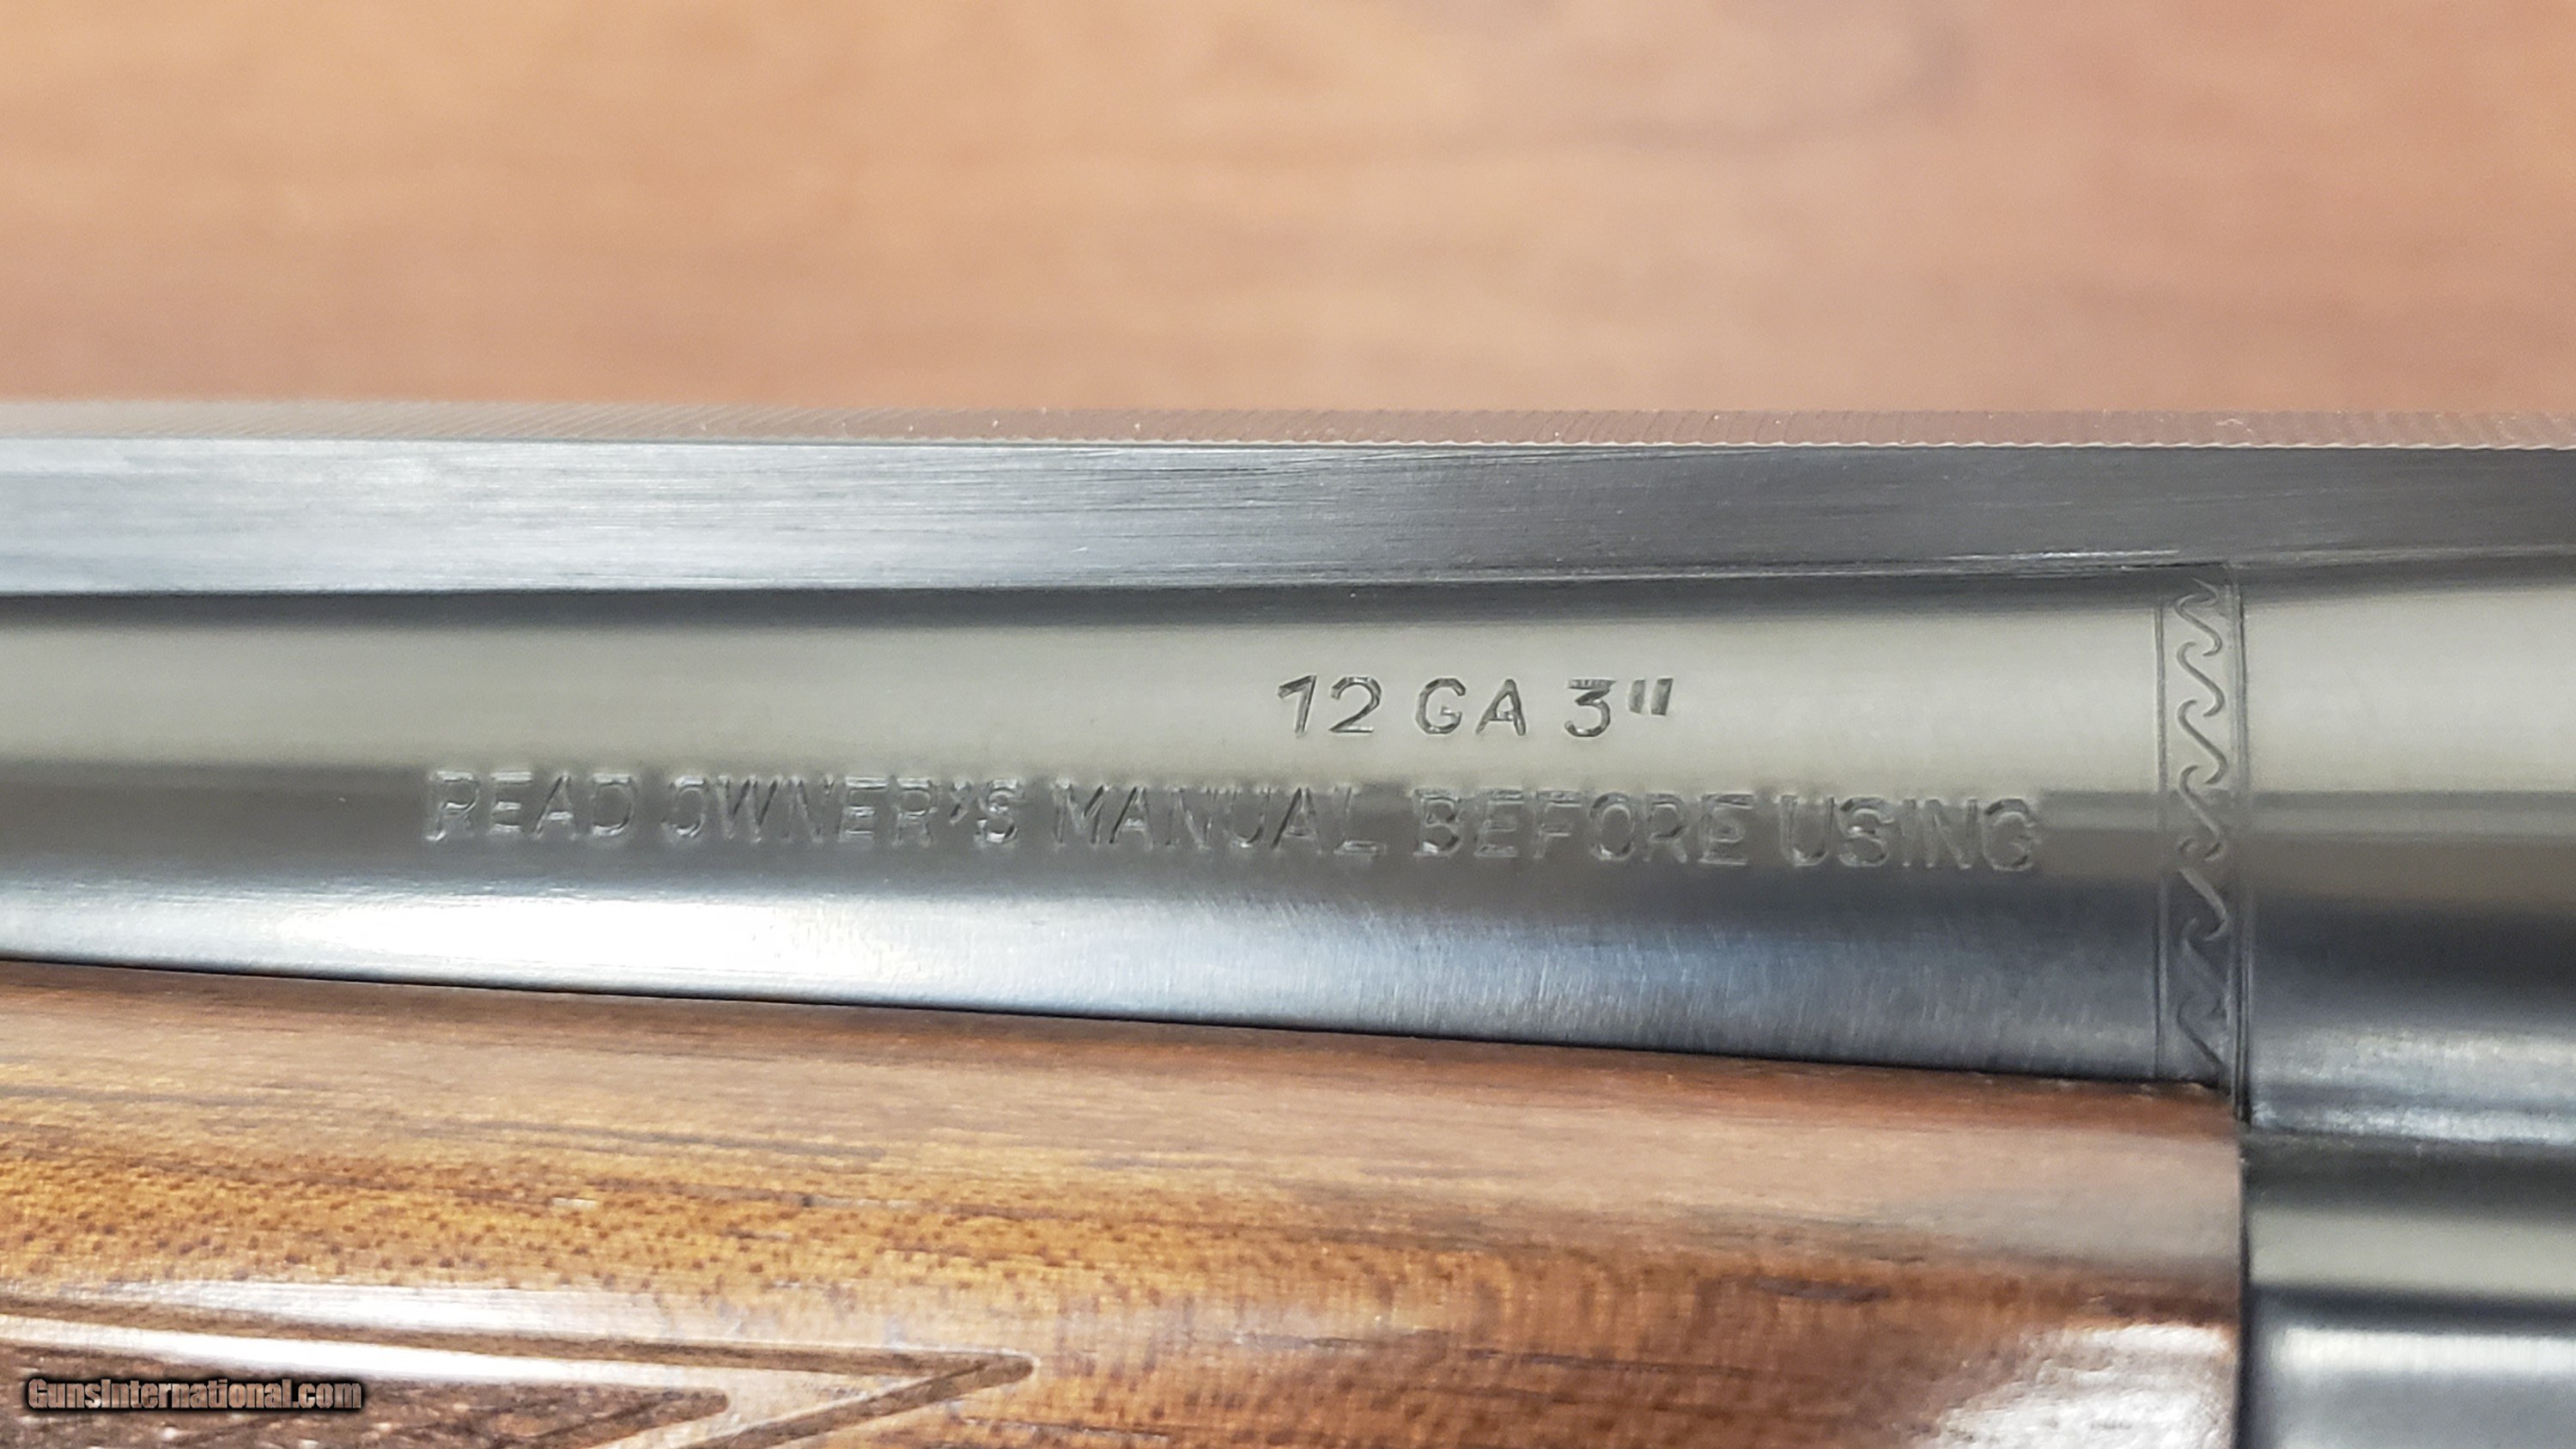 12 GA 3"
READ OWNER'S MANUAL BEFORE USING
GunsInternational.com